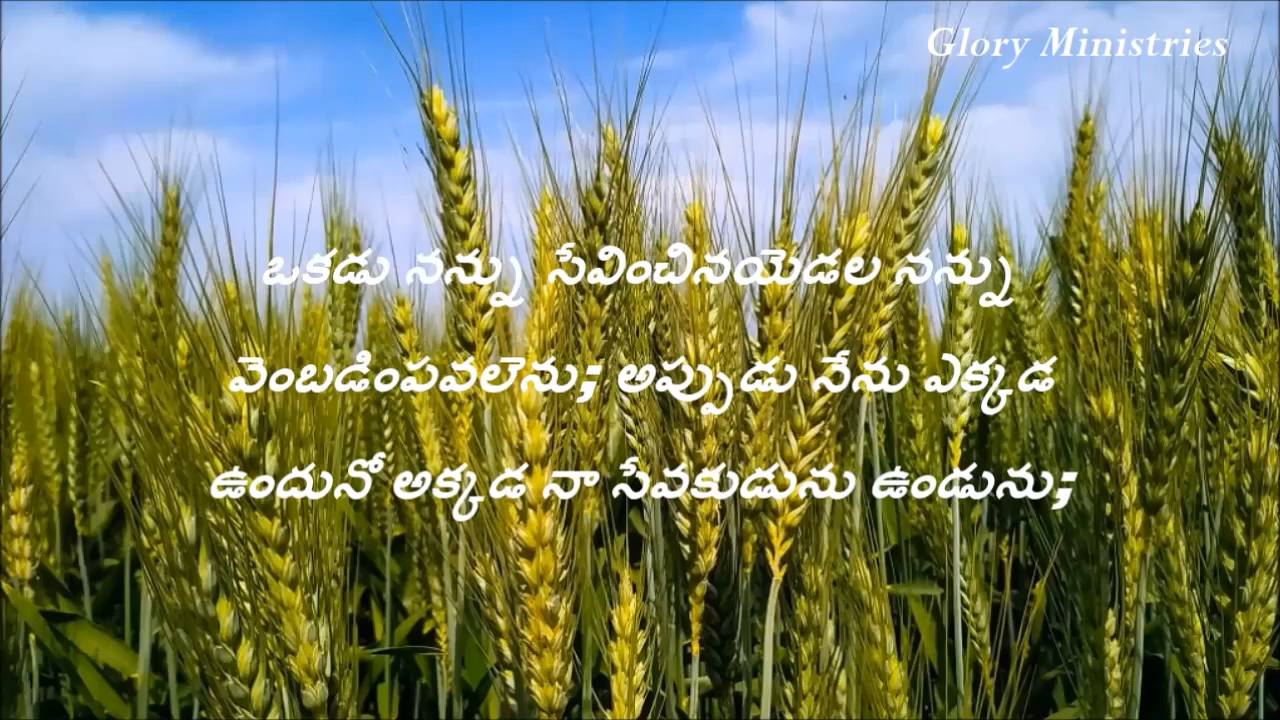 Glory Ministries
ఒకడు నన్ను సేవించినయెడల నన్ను
వెంబడింపవలెను; అప్పుడు నేను ఎక్కడ
ఉందునో అక్కడ నా సేవకుడును ఉండును;